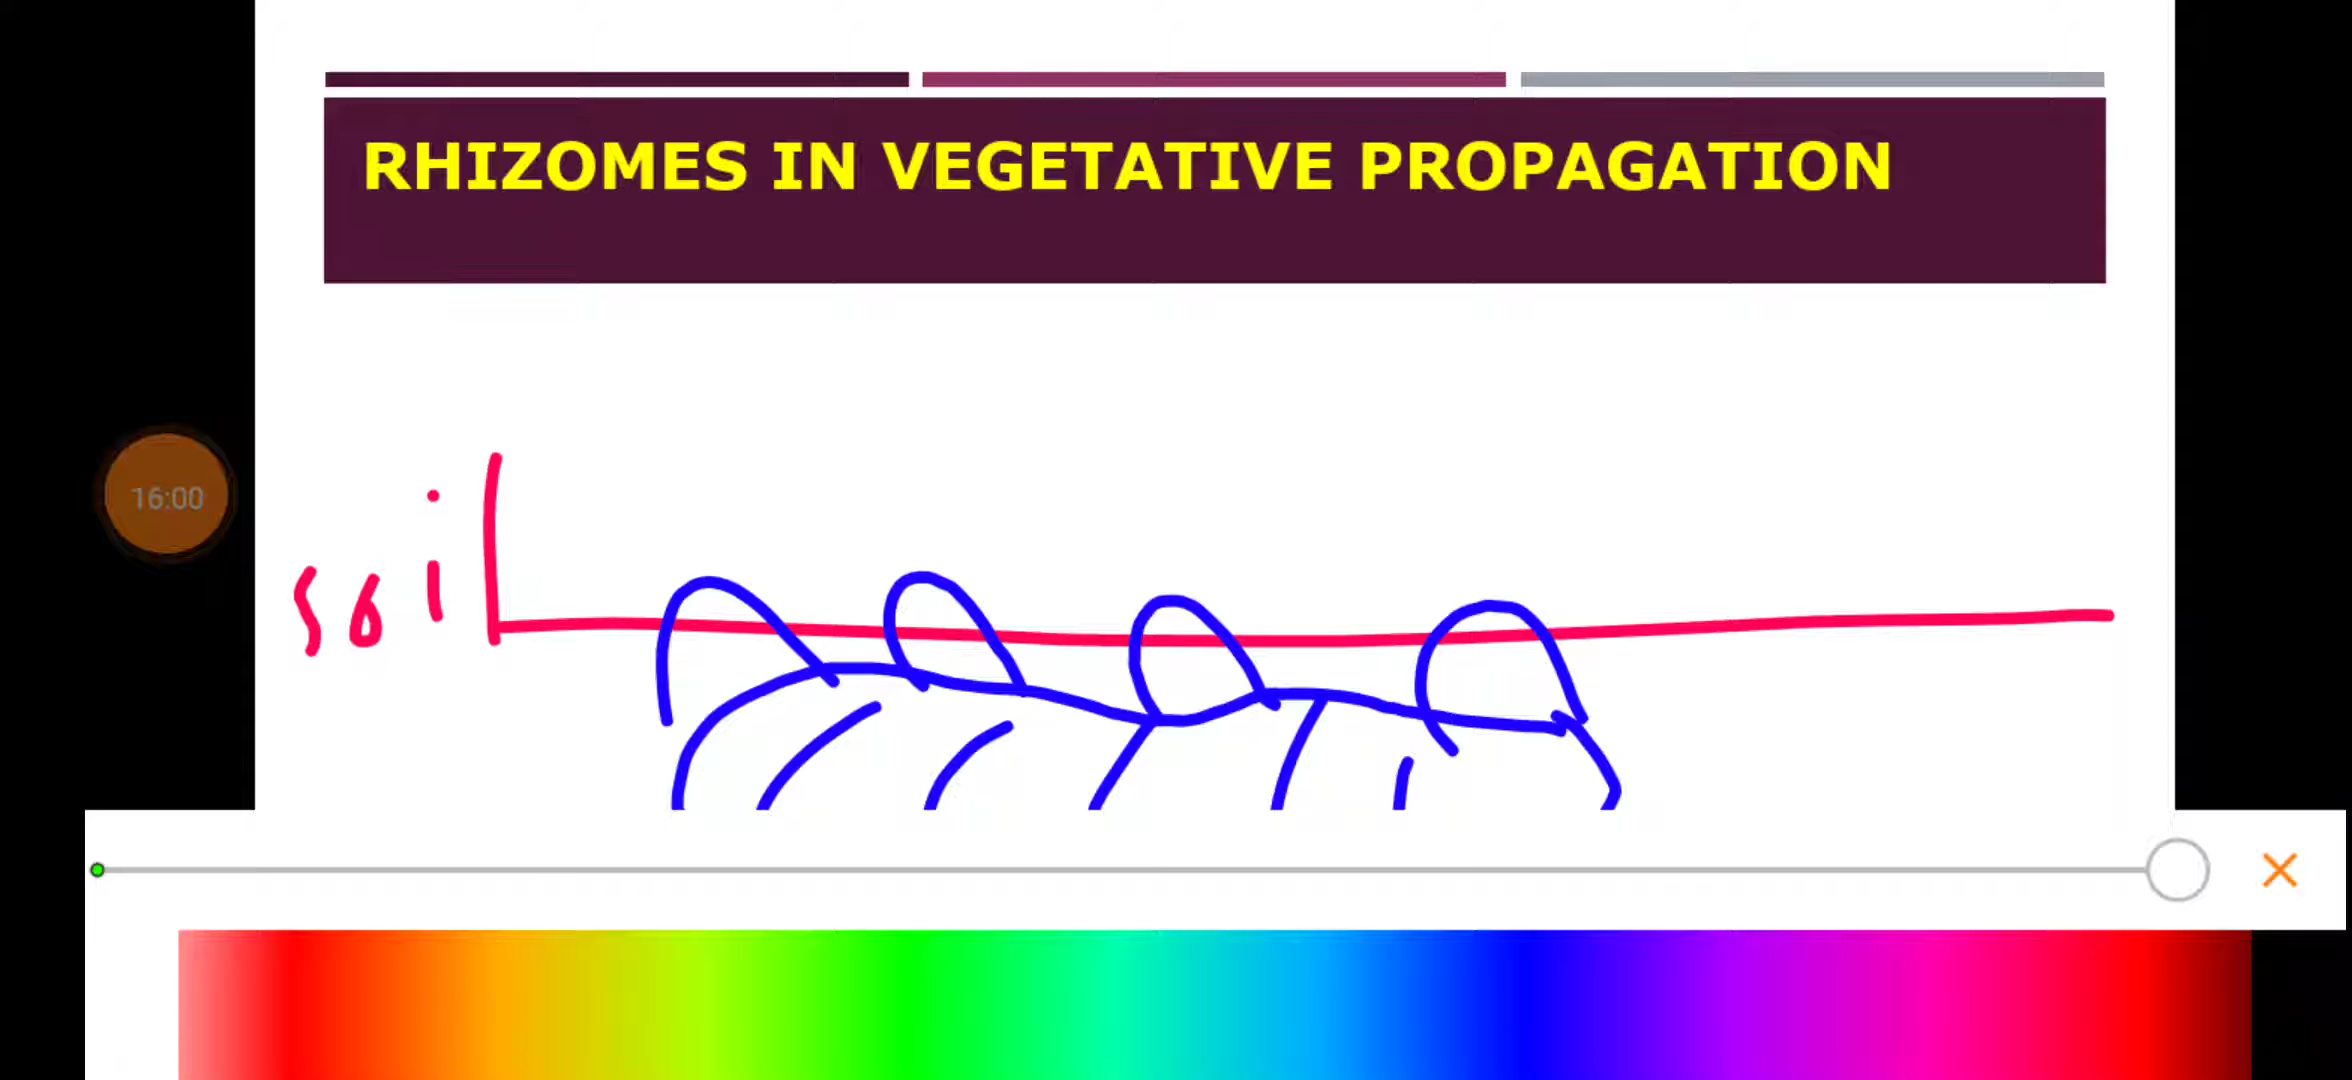 RHIZOMES IN VEGETATIVE PROPAGATION
16:00
soil